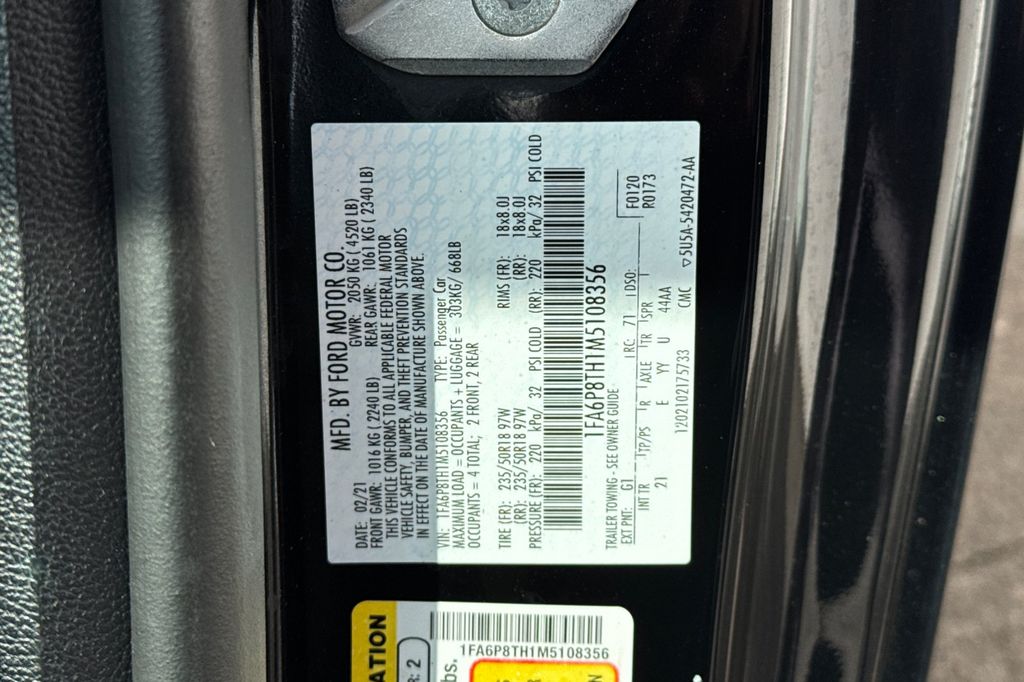 MFD. BY FORD MOTOR CO.
DATE: 02/21 GVWR: 2050 KG ( 4520 LB)
FRONT GAWR: 1016 KG (2240 LB) REAR GAWR: 1061 KG ( 2340 LB)
THIS VEHICLE CONFORMS TO ALL APPLICABLE FEDERAL MOTOR
VEHICLE SAFETY, BUMPER, AND THEFT PREVENTION STANDARDS
IN EFFECT ON THE DATE OF MANUFACTURE SHOWN ABOVE.
VIN: 1FA6P8TH1M5108356 TYPE: Passenger Car
MAXIMUM LOAD = OCCUPANTS + LUGGAGE = 303KG/ 668LB
OCCUPANTS = 4 TOTAL; 2 FRONT, 2 REAR
TIRE (FR): 235/50R18 97W RIMS (FR): 18x8.0J
(RR): 235/50R18 97W (RR): 18x8.0J
PRESSURE (FR): 220 kPa/ 32 PSI COLD (RR): 220 kPa/ 32 PSI COLD
1FA6P8TH1M5108356
TRAILER TOWING - SEE OWNER GUIDE
EXT PNT: G1 RC: 71 DSO: F0120
R0173
INT TR TP/PS R AXLE TR SPR
21 E YY U 44AA
1202102175733 CMC ▽5U5A-5420472-AA
1FA6P8TH1M5108356